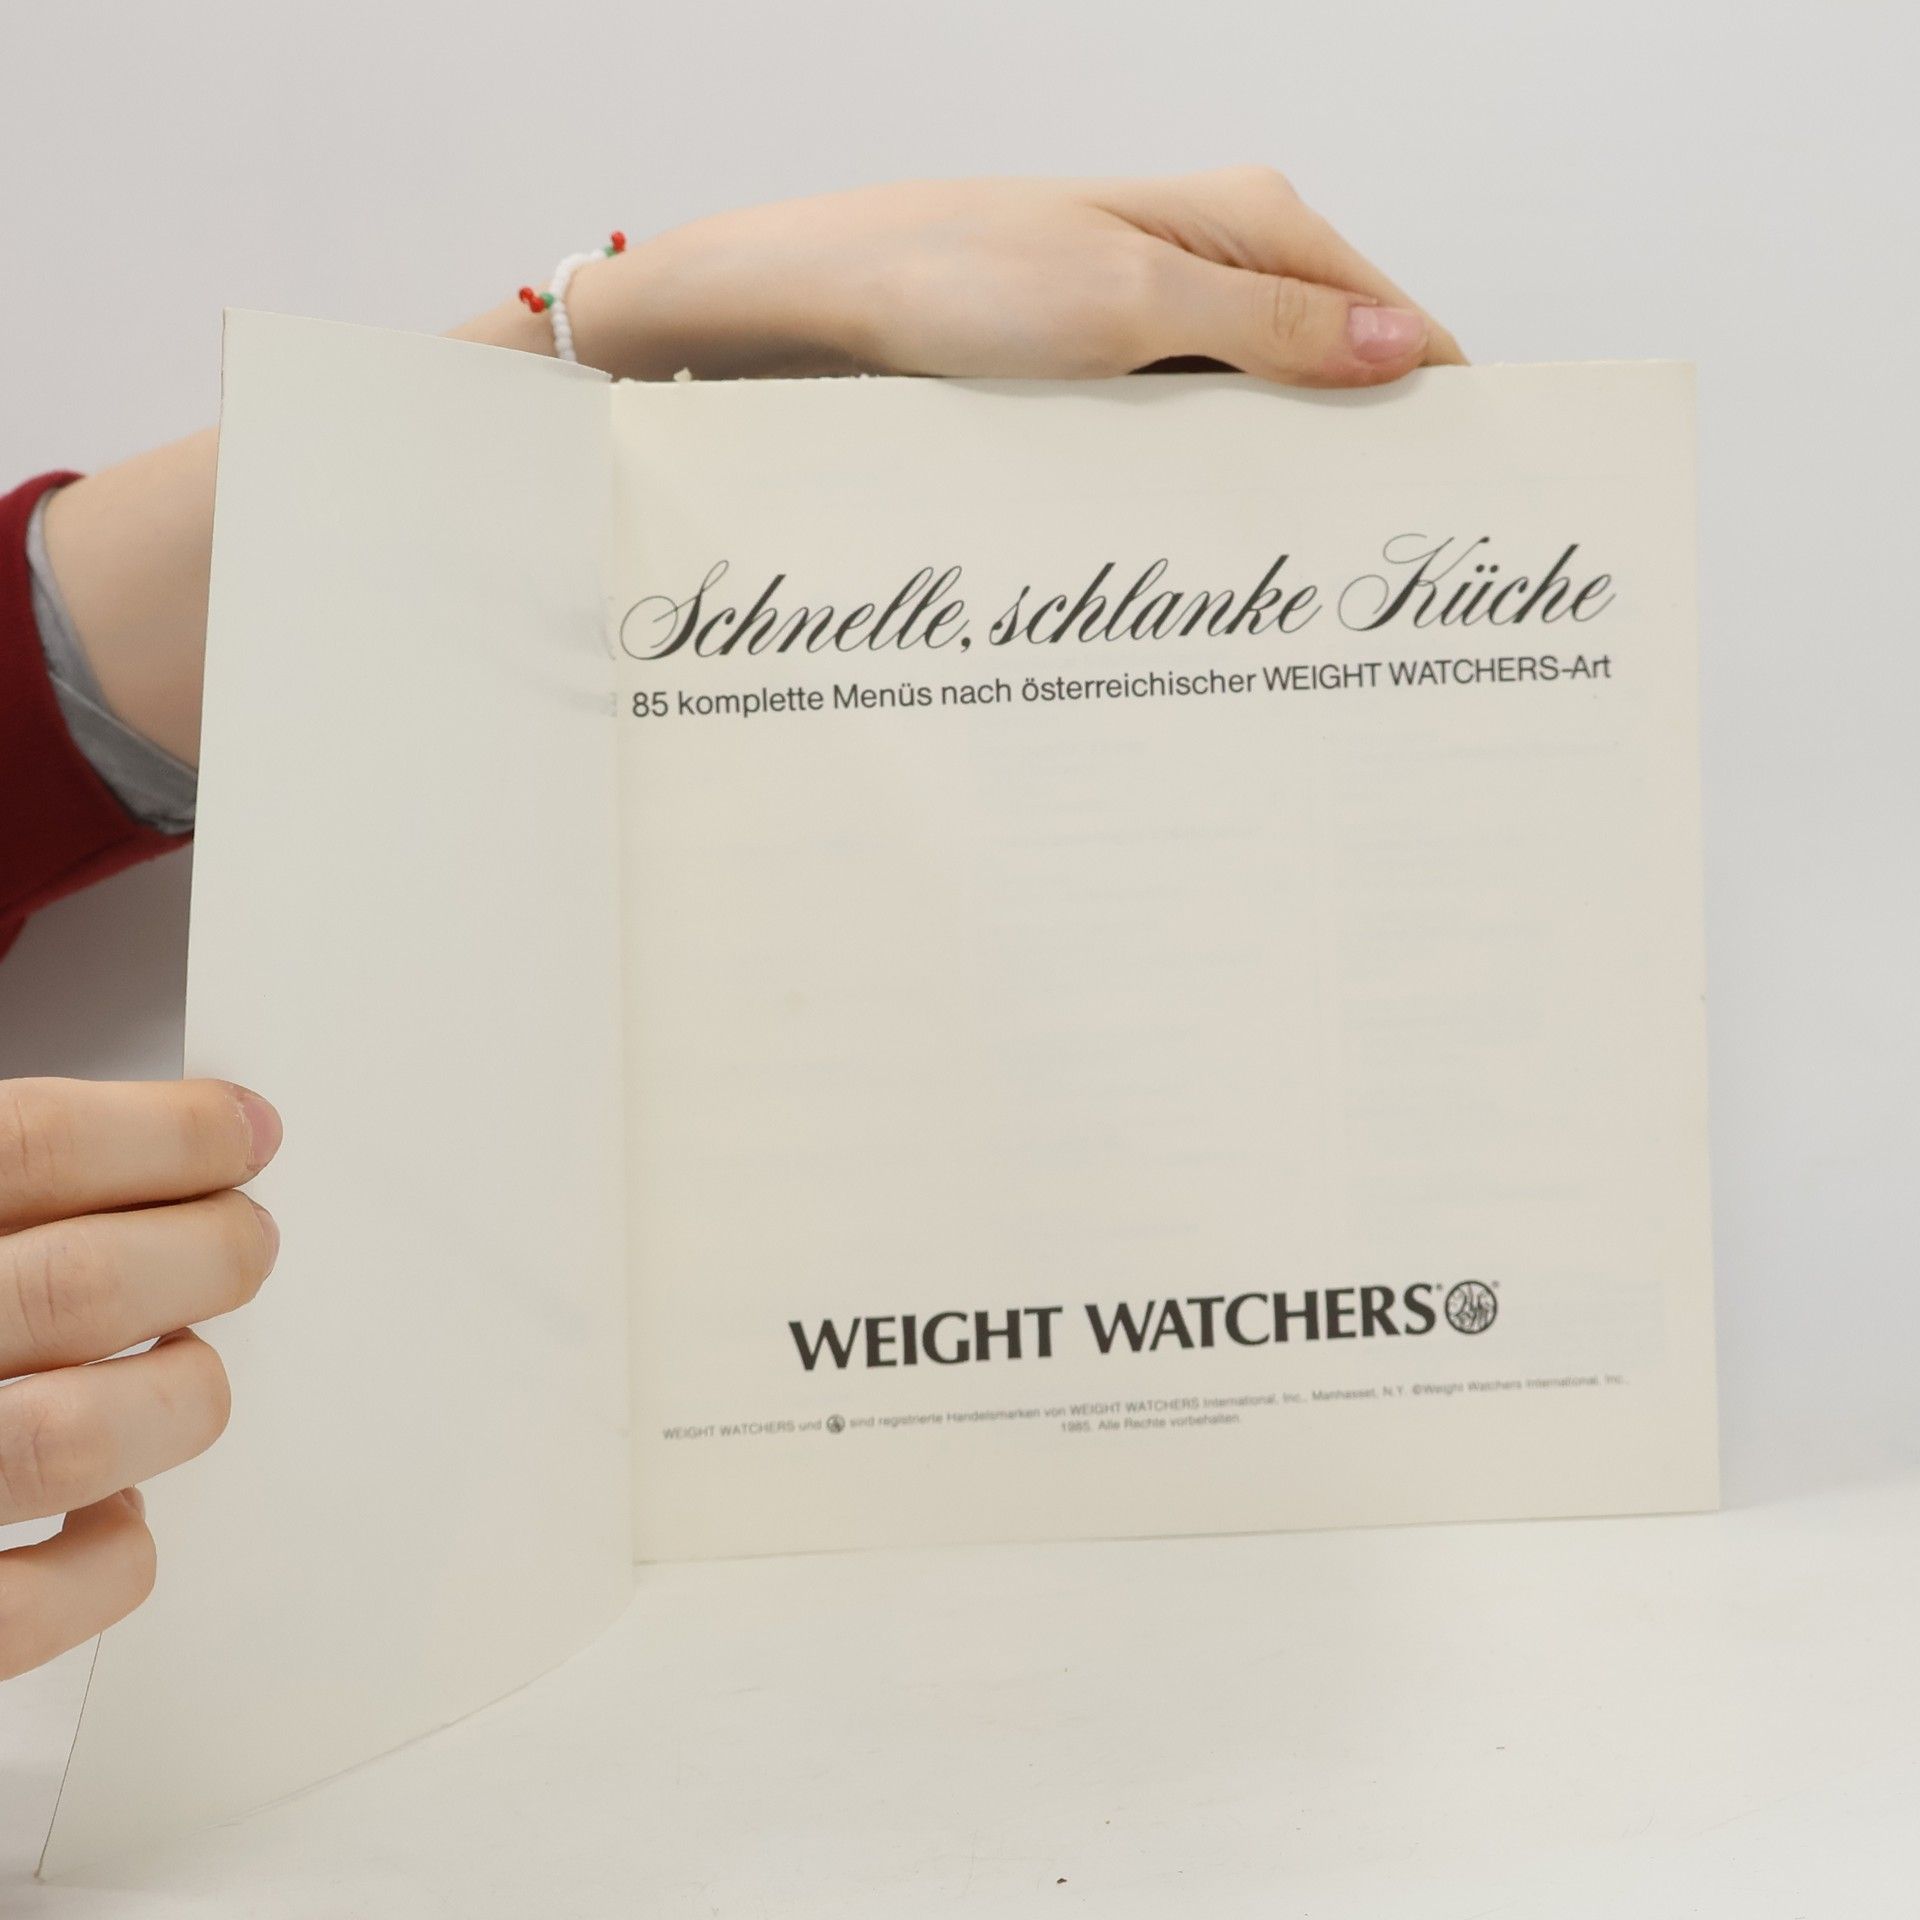 Schnelle, schlanke Küche
85 komplette Menüs nach österreichischer WEIGHT WATCHERS-Art
WEIGHT WATCHERS®
WEIGHT WATCHERS und sind registrierte Handelsmarken von WEIGHT WATCHERS International, Inc., Manhasset, N.Y. ©Weight Watchers International, Inc.,
1985. Alle Rechte vorbehalten.